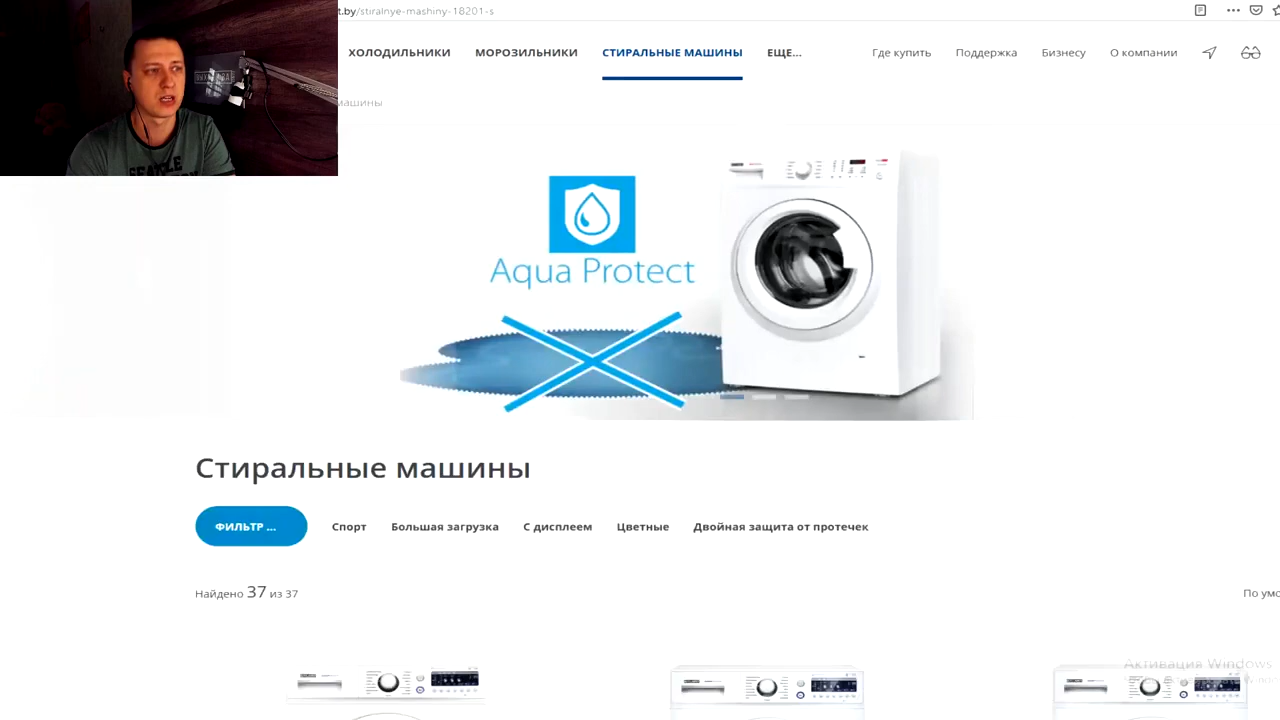 t.by/stiralnye-mashiny-18201-s
ХОЛОДИЛЬНИКИ МОРОЗИЛЬНИКИ СТИРАЛЬНЫЕ МАШИНЫ ЕЩЕ... Где купить Поддержка Бизнесу О компании
машины
Aqua Protect
Стиральные машины
ФИЛЬТР ... Спорт Большая загрузка С дисплеем Цветные Двойная защита от протечек
Найдено 37 из 37
По умо
Активация Windows